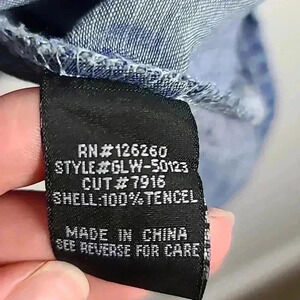 RN#126260
STYLE#GLW-50123
CUT#7916
SHELL:100%TENCEL
MADE IN CHINA
SEE REVERSE FOR CARE